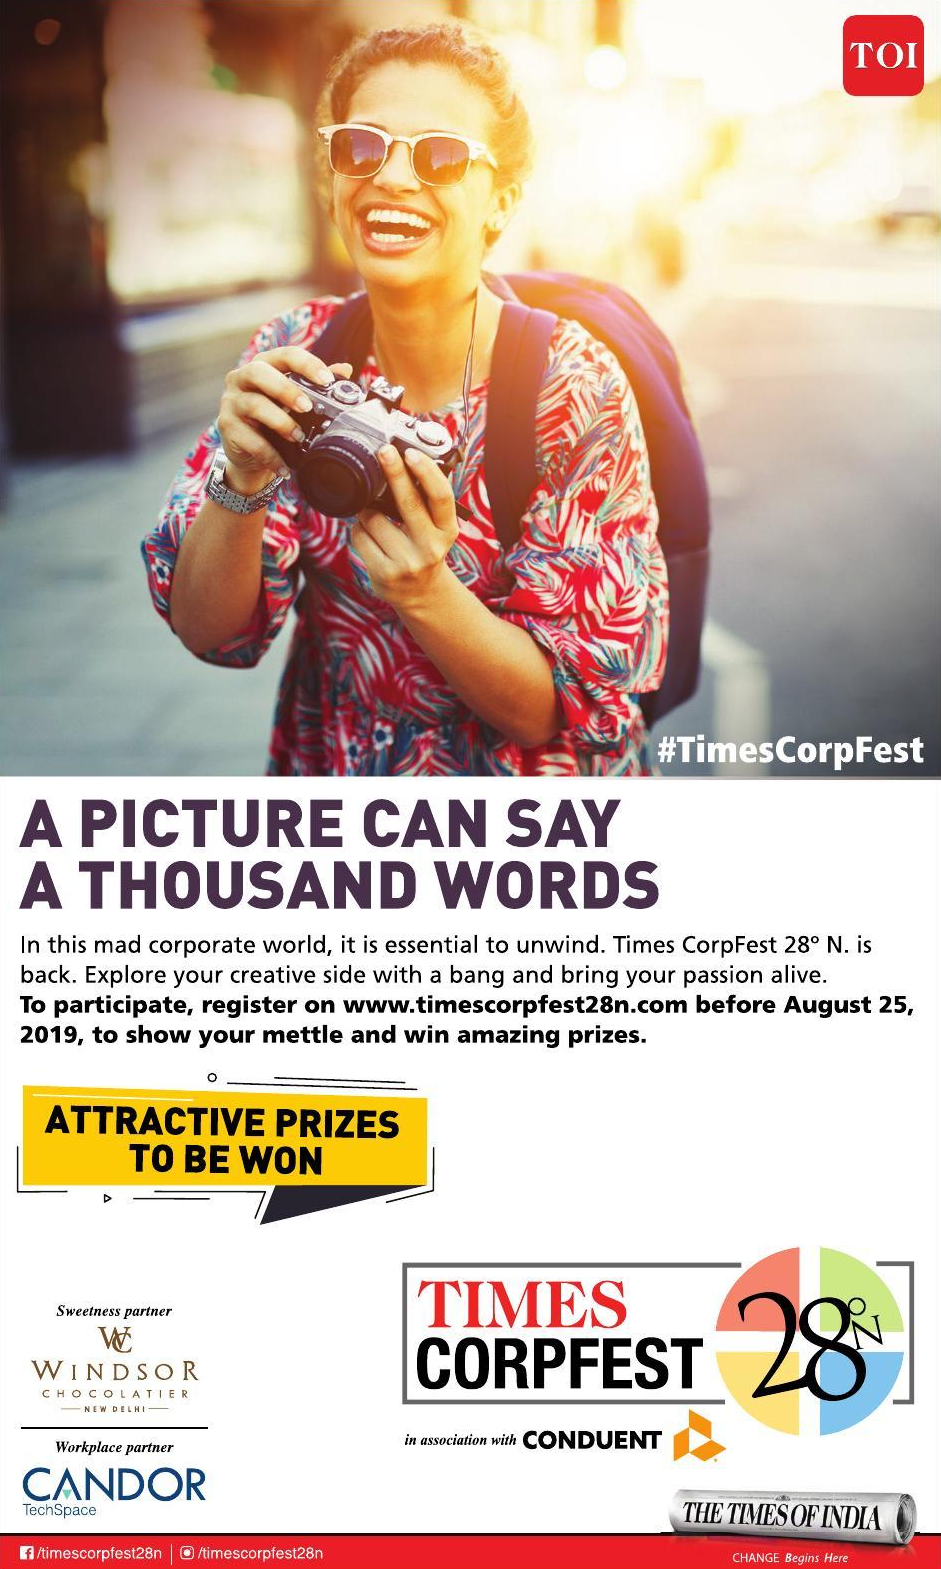 TOI
#TimesCorpFest
A PICTURE CAN SAY
A THOUSAND WORDS
In this mad corporate world, it is essential to unwind. Times CorpFest 28º N. is
back. Explore your creative side with a bang and bring your passion alive.
To participate, register on www.timescorpfest28n.com before August 25,
2019, to show your mettle and win amazing prizes.
ATTRACTIVE PRIZES
TO BE WON
Sweetness partner
WC
WINDSOR
CHOCOLATIER
NEW DELHI
Workplace partner
CANDOR
TechSpace
TIMES
CORPFEST
28º N
in association with CONDUENT
THE TIMES OF INDIA
/timescorpfest28n | /timescorpfest28n
CHANGE Begins Here